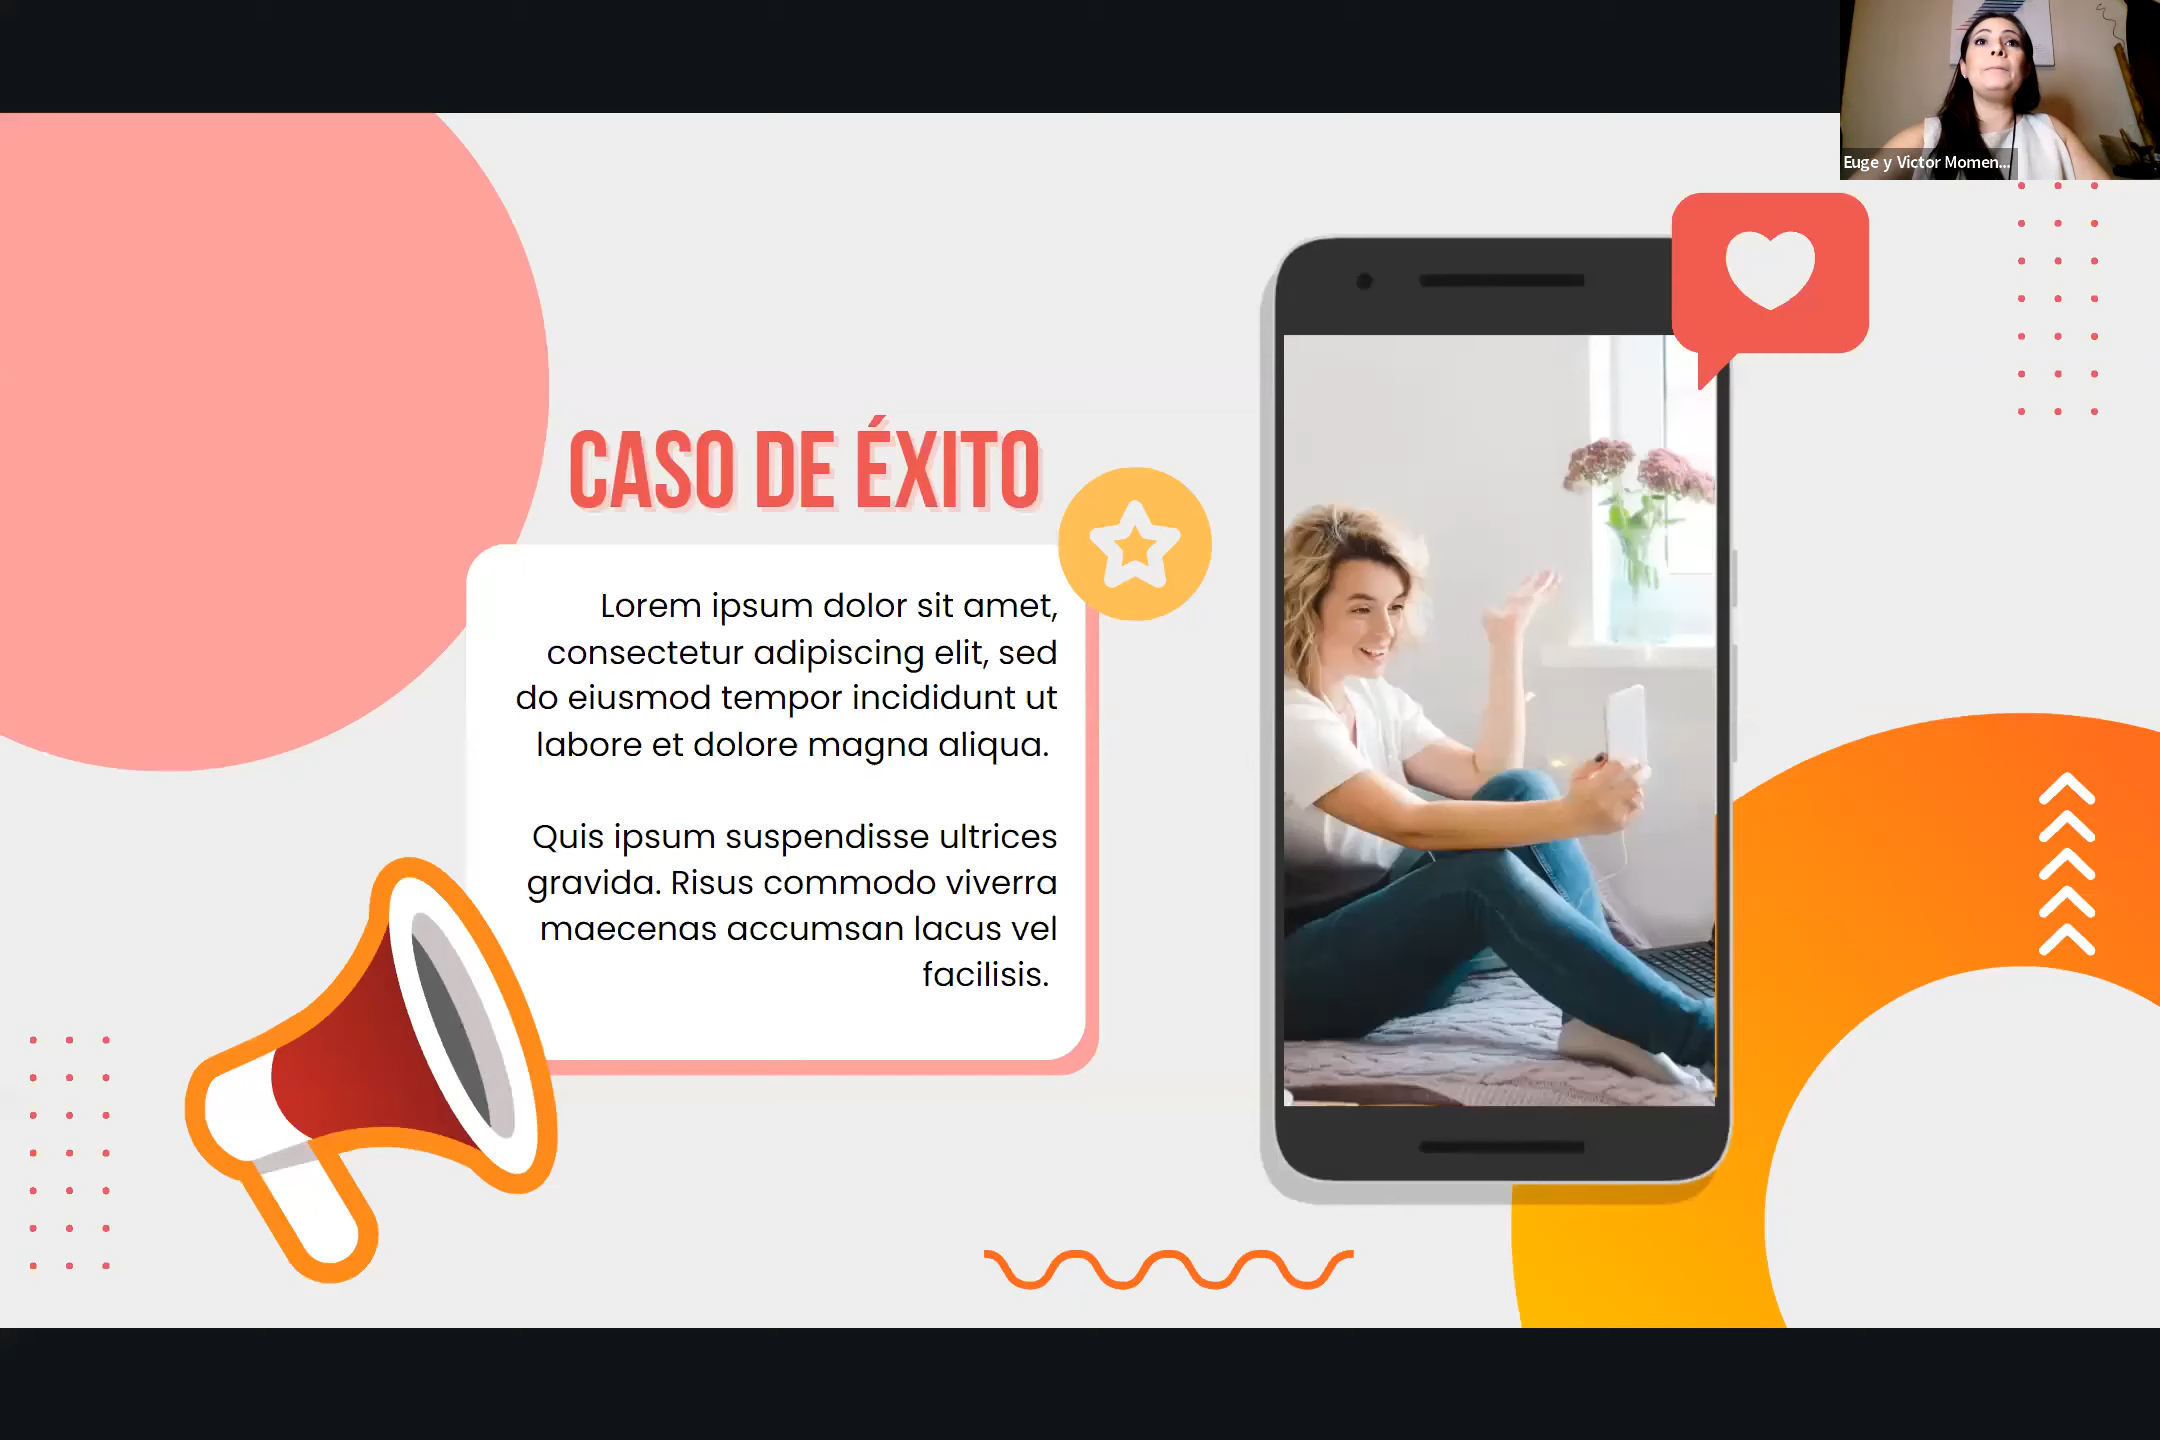 Euge y Victor Momen...
CASO DE ÉXITO
Lorem ipsum dolor sit amet,
consectetur adipiscing elit, sed
do eiusmod tempor incididunt ut
labore et dolore magna aliqua.
Quis ipsum suspendisse ultrices
gravida. Risus commodo viverra
maecenas accumsan lacus vel
facilisis.